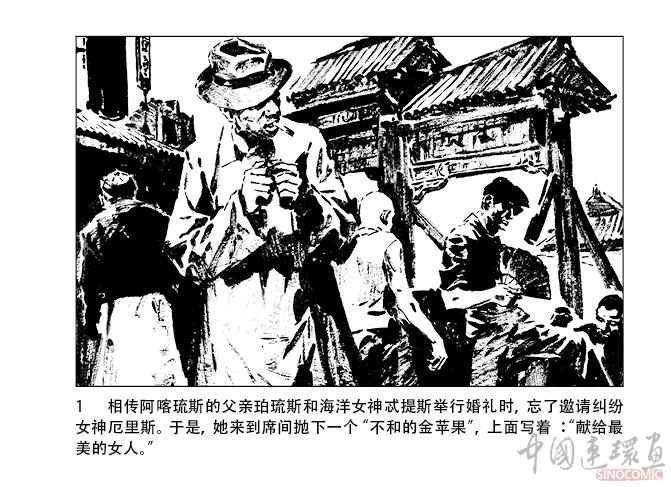 1 相传阿喀琉斯的父亲珀琉斯和海洋女神忒提斯举行婚礼时, 忘了邀请纠纷
女神厄里斯。于是, 她来到席间抛下一个“不和的金苹果”, 上面写着 :“献给最
美的女人。”
中国连环画
SINOCOMIC